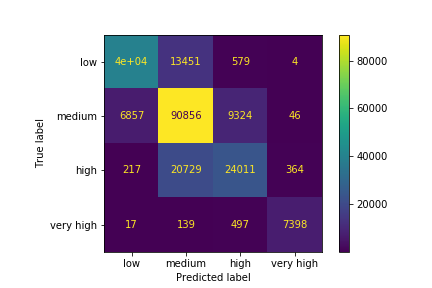 low 4e+04 13451 579 4
medium 6857 90856 9324 46
high 217 20729 24011 364
very high 17 139 497 7398
low medium high very high
Predicted label
True label
80000
60000
40000
20000